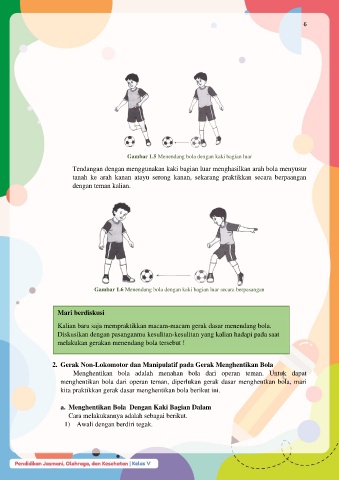 6
Gambar 1.5 Menendang bola dengan kaki bagian luar
Tendangan dengan menggunakan kaki bagian luar menghasilkan arah bola menyusur
tanah ke arah kanan atayu serong kanan, sekarang praktikkan secara berpaangan
dengan teman kalian.
Gambar 1.6 Menendang bola dengan kaki bagian luar secara berpasangan
Mari berdiskusi
Kalian baru saja mempraktikkan macam-macam gerak dasar menendang bola.
Diskusikan dengan pasanganmu kesulitan-kesulitan yang kalian hadapi pada saat
melakukan gerakan menendang bola tersebut !
2. Gerak Non-Lokomotor dan Manipulatif pada Gerak Menghentikan Bola
Menghentikan bola adalah menahan bola dari operan teman. Untuk dapat
menghentikan bola dari operan teman, diperlukan gerak dasar menghentikan bola, mari
kita praktikkan gerak dasar menghentikan bola berikut ini.
a. Menghentikan Bola Dengan Kaki Bagian Dalam
Cara melakukannya adalah sebagai berikut.
1) Awali dengan berdiri tegak.
Pendidikan Jasmani, Olahraga, dan Kesehatan | Kelas V